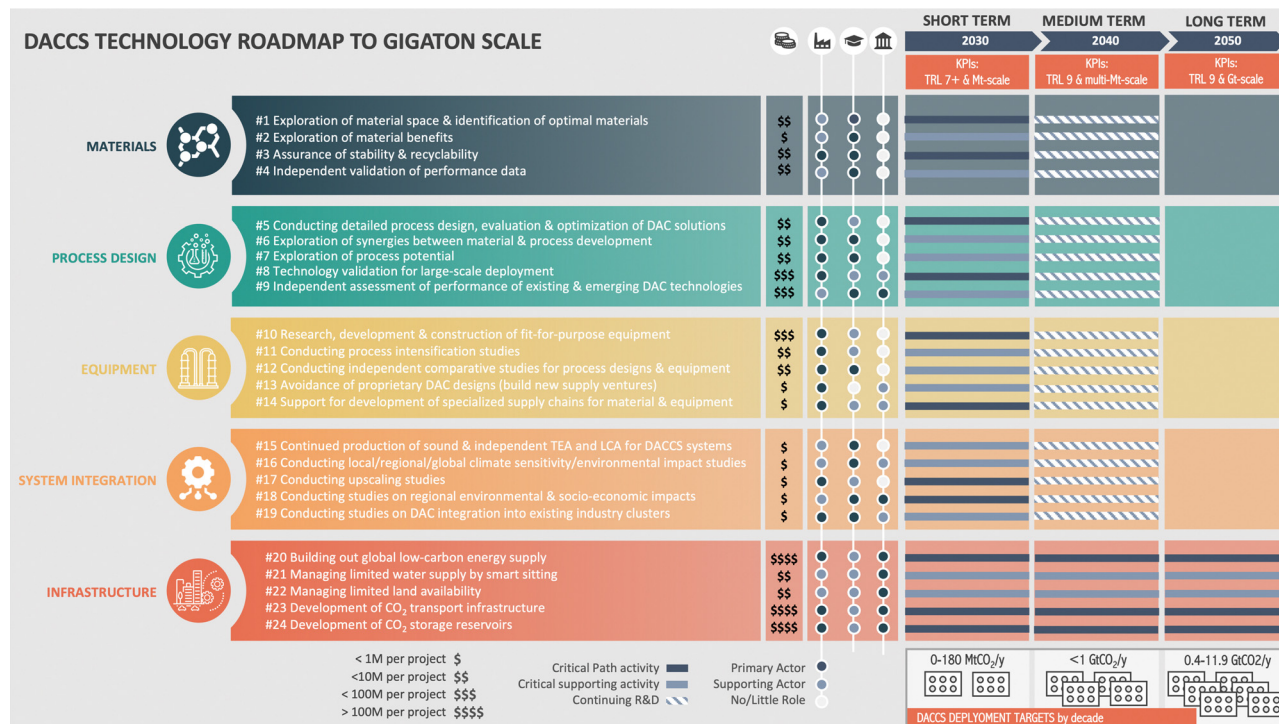 DACCS TECHNOLOGY ROADMAP TO GIGATON SCALE
SHORT TERM
MEDIUM TERM
LONG TERM
2030
2040
2050
KPIs:
TRL 7+ & Mt-scale
KPIs:
TRL 9 & multi-Mt-scale
KPIs:
TRL 9 & Gt-scale
MATERIALS
#1 Exploration of material space & identification of optimal materials $$
#2 Exploration of material benefits $
#3 Assurance of stability & recyclability $$
#4 Independent validation of performance data $$
PROCESS DESIGN
#5 Conducting detailed process design, evaluation & optimization of DAC solutions $$
#6 Exploration of synergies between material & process development $$
#7 Exploration of process potential $$
#8 Technology validation for large-scale deployment $$$
#9 Independent assessment of performance of existing & emerging DAC technologies $$$
EQUIPMENT
#10 Research, development & construction of fit-for-purpose equipment $$$
#11 Conducting process intensification studies $$
#12 Conducting independent comparative studies for process designs & equipment $$
#13 Avoidance of proprietary DAC designs (build new supply ventures) $
#14 Support for development of specialized supply chains for material & equipment $
SYSTEM INTEGRATION
#15 Continued production of sound & independent TEA and LCA for DACCS systems $
#16 Conducting local/regional/global climate sensitivity/environmental impact studies $
#17 Conducting upscaling studies $
#18 Conducting studies on regional environmental & socio-economic impacts $
#19 Conducting studies on DAC integration into existing industry clusters $
INFRASTRUCTURE
#20 Building out global low-carbon energy supply $$$$
#21 Managing limited water supply by smart sitting $$
#22 Managing limited land availability $$
#23 Development of CO₂ transport infrastructure $$$$
#24 Development of CO₂ storage reservoirs $$$$
< 1M per project $
<10M per project $$
< 100M per project $$$
> 100M per project $$$$
Critical Path activity
Critical supporting activity
Continuing R&D
Primary Actor
Supporting Actor
No/Little Role
0-180 MtCO₂/y
<1 GtCO₂/y
0.4-11.9 GtCO2/y
DACCS DEPLYOMENT TARGETS by decade